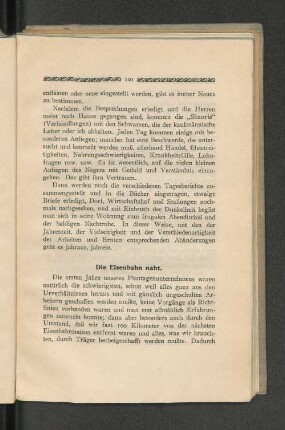 101
entlassen oder neue eingestellt werden, gibt es immer Neues
zu bestimmen.
Nachdem die Besprechungen erledigt und die Herren
meist nach Hause gegangen sind, kommen die „Shauris“
(Verhandlungen) mit den Schwarzen, die der kaufmännische
Leiter oder ich abhalten. Jeden Tag kommen einige mit be-
sonderen Anliegen; mancher hat eine Beschwerde, die unter-
sucht und beurteilt werden muß, allerhand Händel, Ehestrei-
tigkeiten, Nahrungsschwierigkeiten, Krankheitsfälle, Lohn-
fragen usw. usw. Es ist wesentlich, auf die vielen kleinen
Anliegen des Negers mit Geduld und Verständnis einzu-
gehen. Das gibt ihm Vertrauen.
Dann werden noch die verschiedenen Tagesberichte zu-
sammengestellt und in die Bücher eingetragen, etwaige
Briefe erledigt, Dorf, Wirtschaftshof und Stallungen noch-
mals nachgesehen, und mit Einbruch der Dunkelheit begibt
man sich in seine Wohnung zum frugalen Abendimbiß und
der baldigen Nachtruhe. In dieser Weise, mit den der
Jahreszeit, der Vielseitigkeit und der Verschiedenartigkeit
der Arbeiten und Ernten entsprechenden Abänderungen
geht es jahraus, jahrein.
Die Eisenbahn naht.
Die ersten Jahre unseres Plantagenunternehmens waren
natürlich die schwierigsten, schon weil alles ganz aus den
Urverhältnissen heraus und mit gänzlich ungeschulten Ar-
beitern geschaffen werden mußte, keine Vorgänge als Richt-
linien vorhanden waren und man erst allmählich Erfahrun-
gen sammeln konnte; dann aber besonders auch durch den
Umstand, daß wir fast 100 Kilometer von der nächsten
Eisenbahnstation entfernt waren und alles, was wir brauch-
ten, durch Träger herbeigeschafft werden mußte. Dadurch